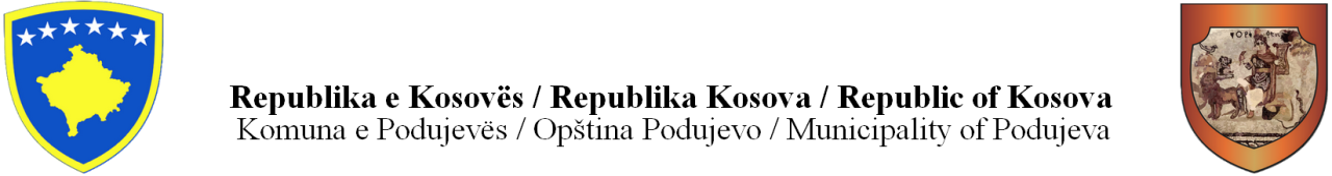 Republika e Kosovës / Republika Kosova / Republic of Kosova
Komuna e Podujevës / Opština Podujevo / Municipality of Podujeva